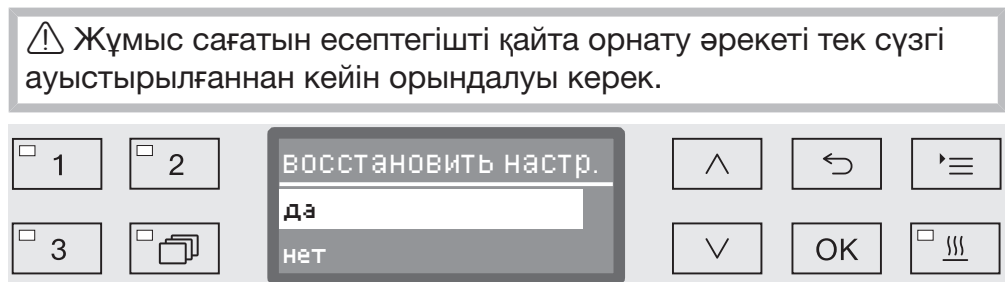 ⚠ Жұмыс сағатын есептегішті қайта орнату әрекеті тек сүзгі
ауыстырылғаннан кейін орындалуы керек.
1 2
восстановить настр.
да
3
нет
OK